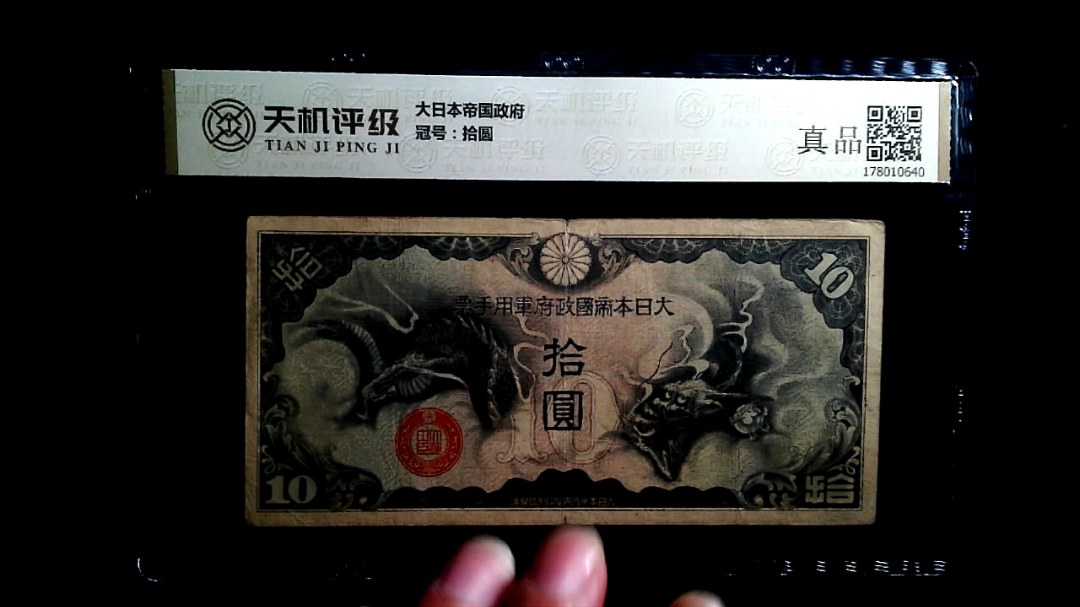 天机评级
TIAN JI PING JI
大日本帝国政府
冠号：拾圆
真品
178010640
拾
10
票手用軍府政國帝本日大
拾
圓
10
10
拾